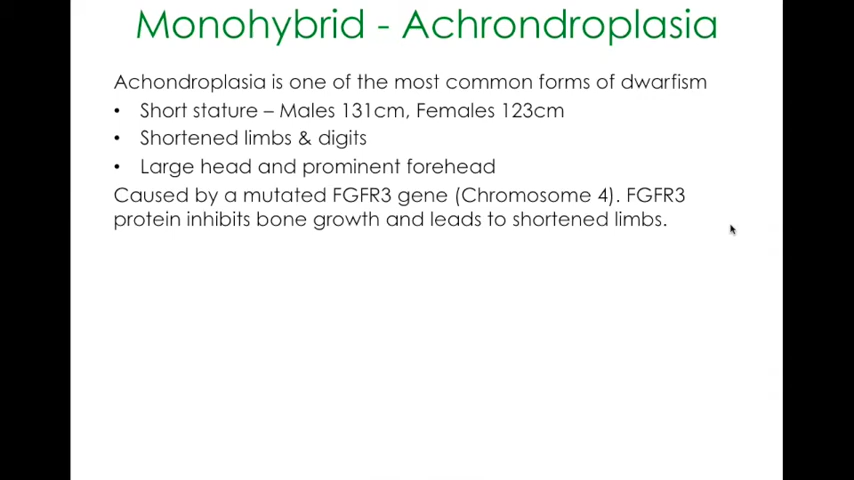 Monohybrid - Achrondroplasia
Achondroplasia is one of the most common forms of dwarfism
• Short stature – Males 131cm, Females 123cm
• Shortened limbs & digits
• Large head and prominent forehead
Caused by a mutated FGFR3 gene (Chromosome 4). FGFR3
protein inhibits bone growth and leads to shortened limbs.